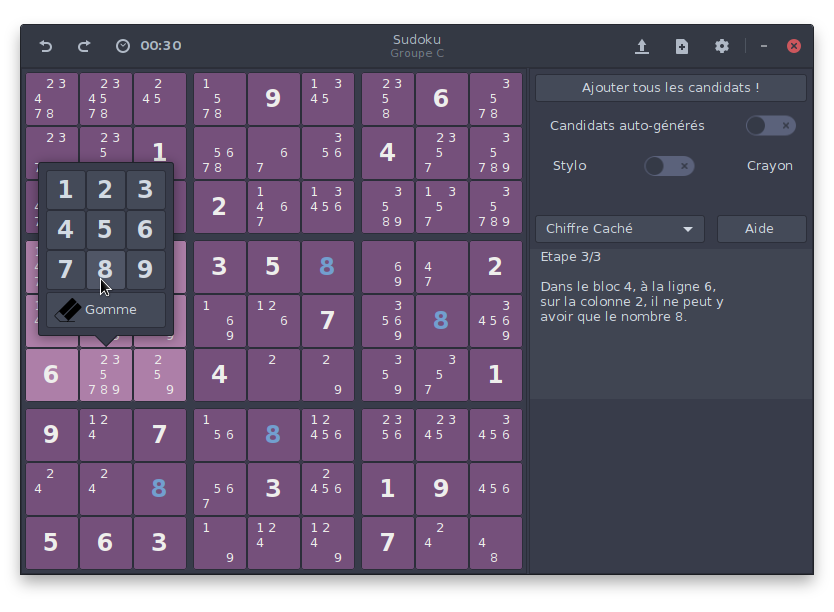 00:30
Sudoku
Groupe C
2 3 2 3 2 1 1 3 2 3 3
4 4 5 4 5 5 9 4 5 5 6 5
7 8 7 8 7 8 8 7 8
2 3 2 3 3 2 3 3
5 1 5 6 6 5 6 4 5 5
7 8 7 7 7 8 9
1 1 3 3 1 3 3
2 4 6 4 5 6 5 5 5
7 8 9 7 7 8 9
3 5 8 6 4 2
9 7
1 1 2 3
6 6 7 5 6 8 4 5 6
9 9 9 9
2 3 2 2 2 3 3
6 5 5 4 5 5 1
7 8 9 9 9 9 7
1 2 1 1 2 2 3 2 3 3
9 4 7 5 6 8 4 5 6 5 6 4 5 4 5 6
2 2 2
4 4 8 5 6 3 4 5 6 1 9 4 5 6
7
1 1 2 1 2 2
5 6 3 4 4 7 4 4
9 9 8
1 2 3
4 5 6
7 8 9
Gomme
Ajouter tous les candidats !
Candidats auto-générés
Stylo Crayon
Chiffre Caché Aide
Etape 3/3
Dans le bloc 4, à la ligne 6,
sur la colonne 2, il ne peut y
avoir que le nombre 8.